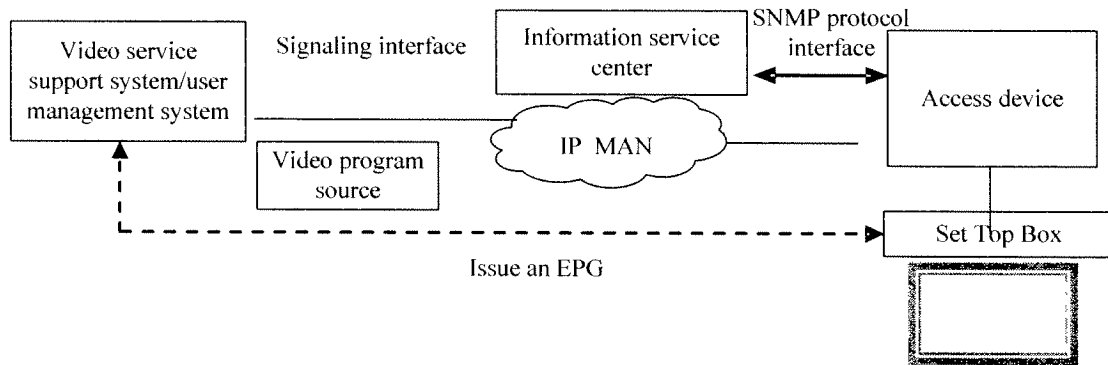 Video service
support system/user
management system
Signaling interface
Information service
center
SNMP protocol
interface
Access device
IP MAN
Video program
source
Set Top Box
Issue an EPG